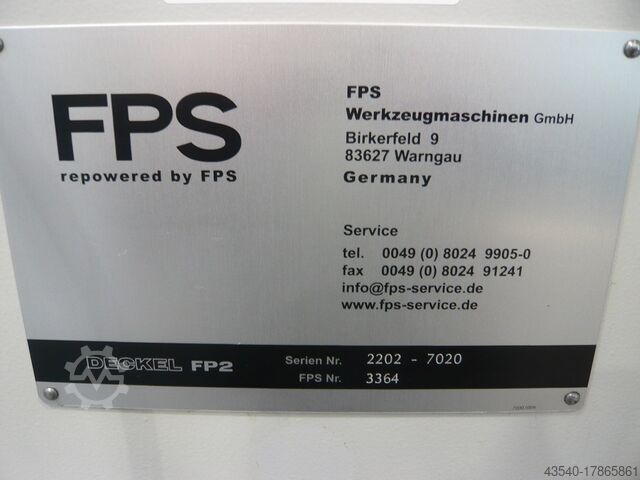 FPS
repowered by FPS
FPS
Werkzeugmaschinen GmbH
Birkerfeld 9
83627 Warngau
Germany
Service
tel. 0049 (0) 8024 9905-0
fax 0049 (0) 8024 91241
info@fps-service.de
www.fps-service.de
DECKEL FP2
Serien Nr. 2202 - 7020
FPS Nr. 3364
43540-17865861